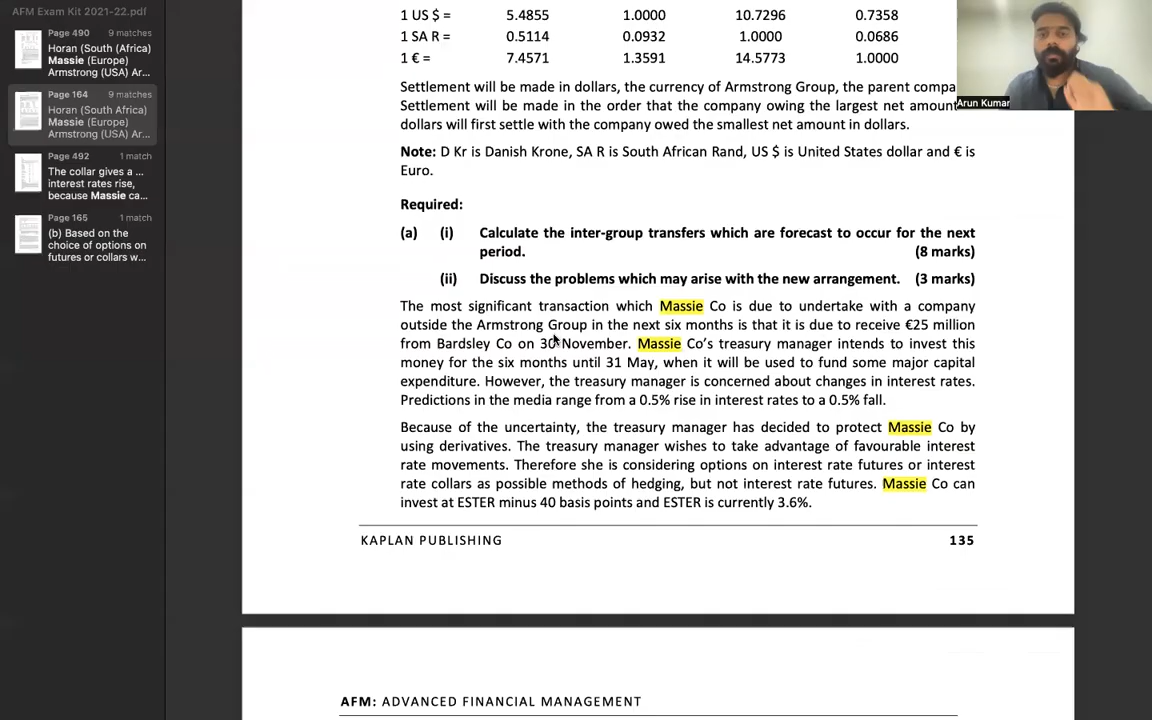 AFM Exam Kit 2021-22.pdf
Page 490 9 matches
Horan (South (Africa)
Massie (Europe)
Armstrong (USA) Ar...
Page 164 9 matches
Horan (South Africa)
Massie (Europe)
Armstrong (USA) Ar...
Page 492 1 match
The collar gives a ...
interest rates rise,
because Massie ca...
Page 165 1 match
(b) Based on the
choice of options on
futures or collars w...
1 US $ = 5.4855 1.0000 10.7296 0.7358
1 SA R = 0.5114 0.0932 1.0000 0.0686
1 € = 7.4571 1.3591 14.5773 1.0000
Arun Kumar
Settlement will be made in dollars, the currency of Armstrong Group, the parent compa
Settlement will be made in the order that the company owing the largest net amount
dollars will first settle with the company owed the smallest net amount in dollars.
Note: D Kr is Danish Krone, SA R is South African Rand, US $ is United States dollar and € is
Euro.
Required:
(a) (i) Calculate the inter-group transfers which are forecast to occur for the next
period. (8 marks)
(ii) Discuss the problems which may arise with the new arrangement. (3 marks)
The most significant transaction which Massie Co is due to undertake with a company
outside the Armstrong Group in the next six months is that it is due to receive €25 million
from Bardsley Co on 30 November. Massie Co's treasury manager intends to invest this
money for the six months until 31 May, when it will be used to fund some major capital
expenditure. However, the treasury manager is concerned about changes in interest rates.
Predictions in the media range from a 0.5% rise in interest rates to a 0.5% fall.
Because of the uncertainty, the treasury manager has decided to protect Massie Co by
using derivatives. The treasury manager wishes to take advantage of favourable interest
rate movements. Therefore she is considering options on interest rate futures or interest
rate collars as possible methods of hedging, but not interest rate futures. Massie Co can
invest at ESTER minus 40 basis points and ESTER is currently 3.6%.
KAPLAN PUBLISHING 135
AFM: ADVANCED FINANCIAL MANAGEMENT